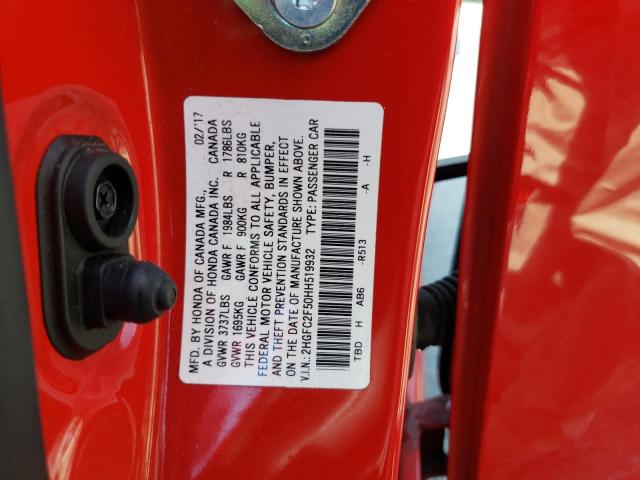 MFD. BY HONDA OF CANADA MFG., 02/'17
A DIVISION OF HONDA CANADA INC. CANADA
GVWR 3737LBS GAWR F 1984LBS R 1786LBS
GVWR 1695KG GAWR F 900KG R 810KG
THIS VEHICLE CONFORMS TO ALL APPLICABLE
FEDERAL MOTOR VEHICLE SAFETY, BUMPER,
AND THEFT PREVENTION STANDARDS IN EFFECT
ON THE DATE OF MANUFACTURE SHOWN ABOVE.
V.I.N.: 2HGFC2F50HH519932 TYPE: PASSENGER CAR
TBD H AB6 -R513 -A -H